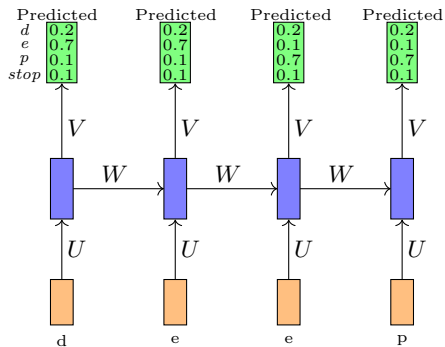 Predicted Predicted Predicted Predicted
d 0.2 0.2 0.2 0.2
e 0.7 0.7 0.1 0.1
p 0.1 0.1 0.7 0.7
stop 0.1 0.1 0.1 0.1
V V V V
W W W
U U U U
d e e p